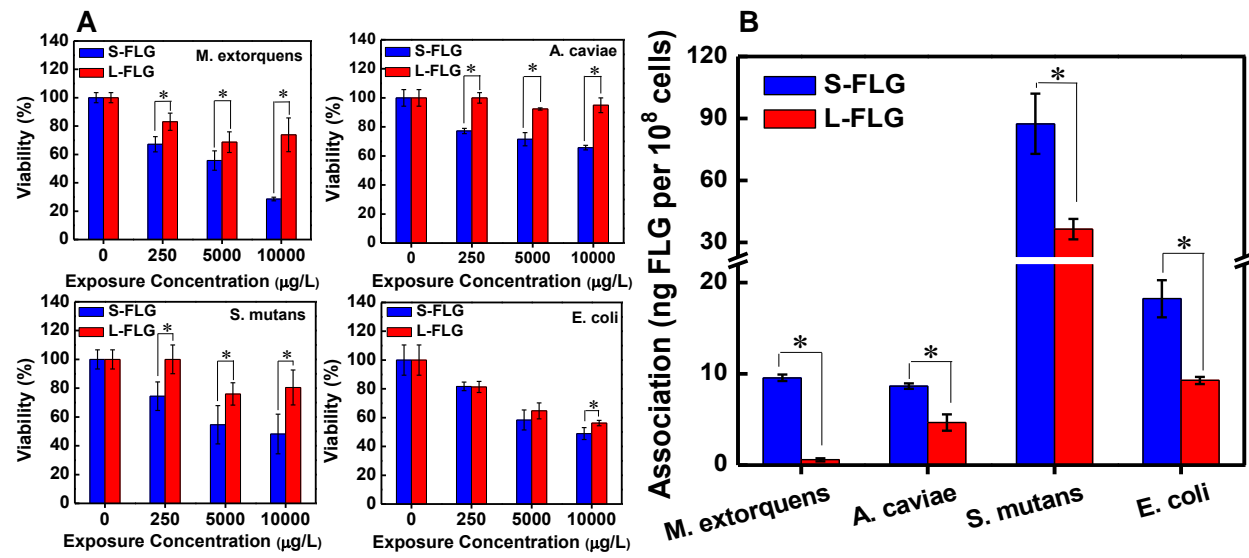 A
140
120
100
80
60
40
20
0
Viability (%)
S-FLG
L-FLG
M. extorquens
*
*
*
0 250 5000 10000
Exposure Concentration (μg/L)
140
120
100
80
60
40
20
0
Viability (%)
S-FLG
L-FLG
A. caviae
*
*
*
0 250 5000 10000
Exposure Concentration (μg/L)
140
120
100
80
60
40
20
0
Viability (%)
S-FLG
L-FLG
S. mutans
*
*
*
0 250 5000 10000
Exposure Concentration (μg/L)
140
120
100
80
60
40
20
0
Viability (%)
S-FLG
L-FLG
E. coli
*
0 250 5000 10000
Exposure Concentration (μg/L)
B
120
90
60
30
20
10
0
Association (ng FLG per 10⁸ cells)
S-FLG
L-FLG
*
*
*
*
M. extorquens
A. caviae
S. mutans
E. coli